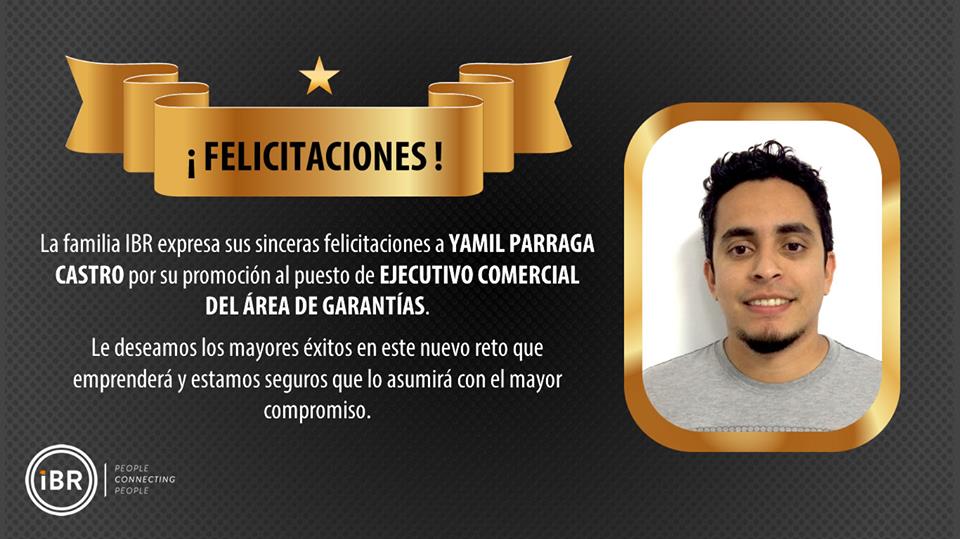 ¡ FELICITACIONES !
La familia IBR expresa sus sinceras felicitaciones a YAMIL PARRAGA
CASTRO por su promoción al puesto de EJECUTIVO COMERCIAL
DEL ÁREA DE GARANTÍAS.
Le deseamos los mayores éxitos en este nuevo reto que
emprenderá y estamos seguros que lo asumirá con el mayor
compromiso.
iBR
PEOPLE
CONNECTING
PEOPLE